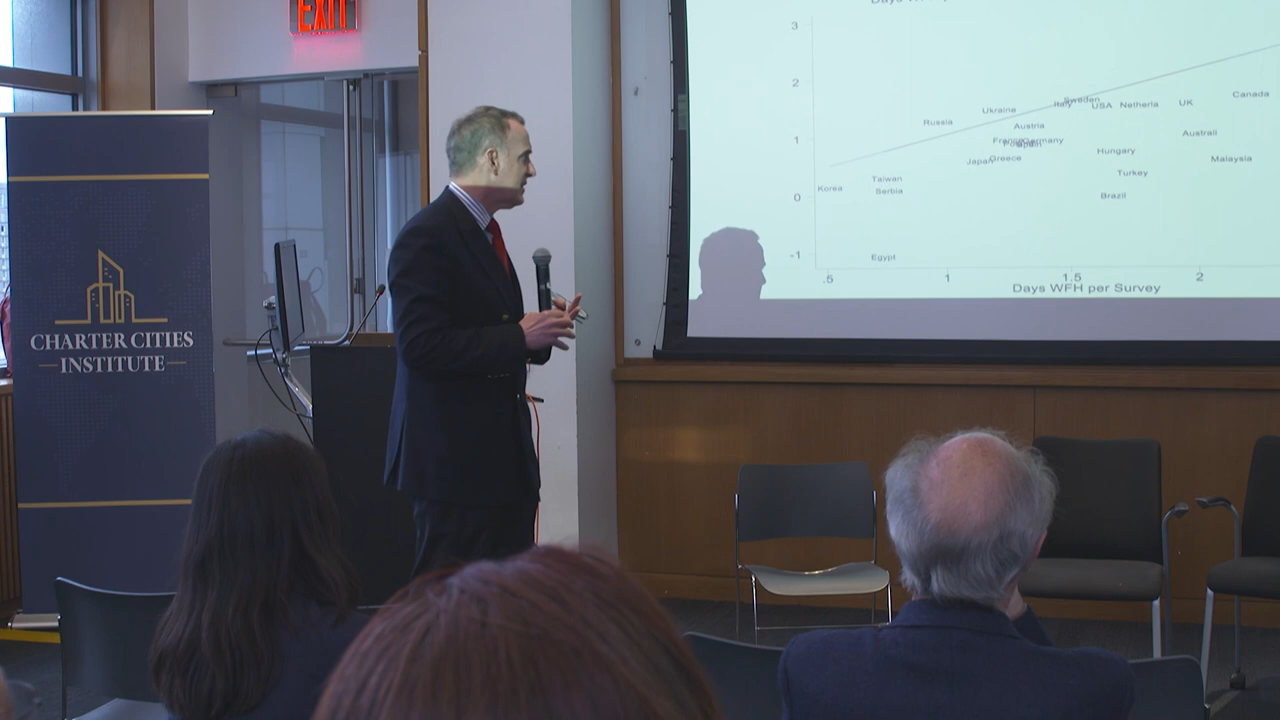 EXIT
CHARTER CITIES
INSTITUTE
3
2
1
0
-1
Canada
Sweden
Italy
USA
Netherla
UK
Ukraine
Russia
Austria
Australi
Germany
Hungary
Japan
Greece
Malaysia
Turkey
Taiwan
Korea
Serbia
Brazil
Egypt
.5
1
1.5
2
Days WFH per Survey